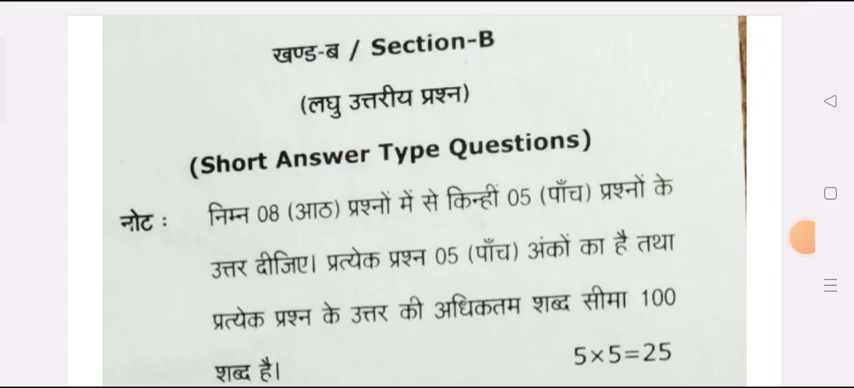 खण्ड-ब / Section-B
(लघु उत्तरीय प्रश्न)
(Short Answer Type Questions)
नोट : निम्न 08 (आठ) प्रश्नों में से किन्हीं 05 (पाँच) प्रश्नों के
उत्तर दीजिए। प्रत्येक प्रश्न 05 (पाँच) अंकों का है तथा
प्रत्येक प्रश्न के उत्तर की अधिकतम शब्द सीमा 100
शब्द है। 5×5=25